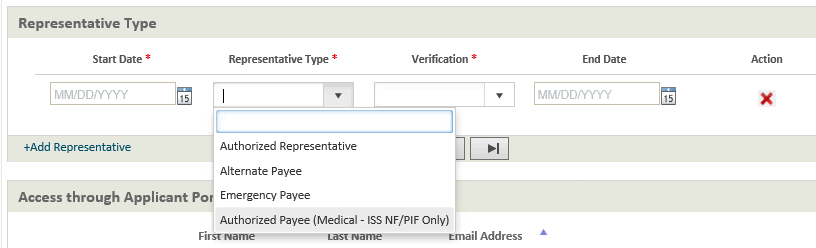 Representative Type
Start Date * Representative Type * Verification * End Date Action
MM/DD/YYYY 15 MM/DD/YYYY 15
Authorized Representative
+Add Representative
Alternate Payee
Emergency Payee
Access through Applicant Por
Authorized Payee (Medical - ISS NF/PIF Only)
First Name Last Name Email Address